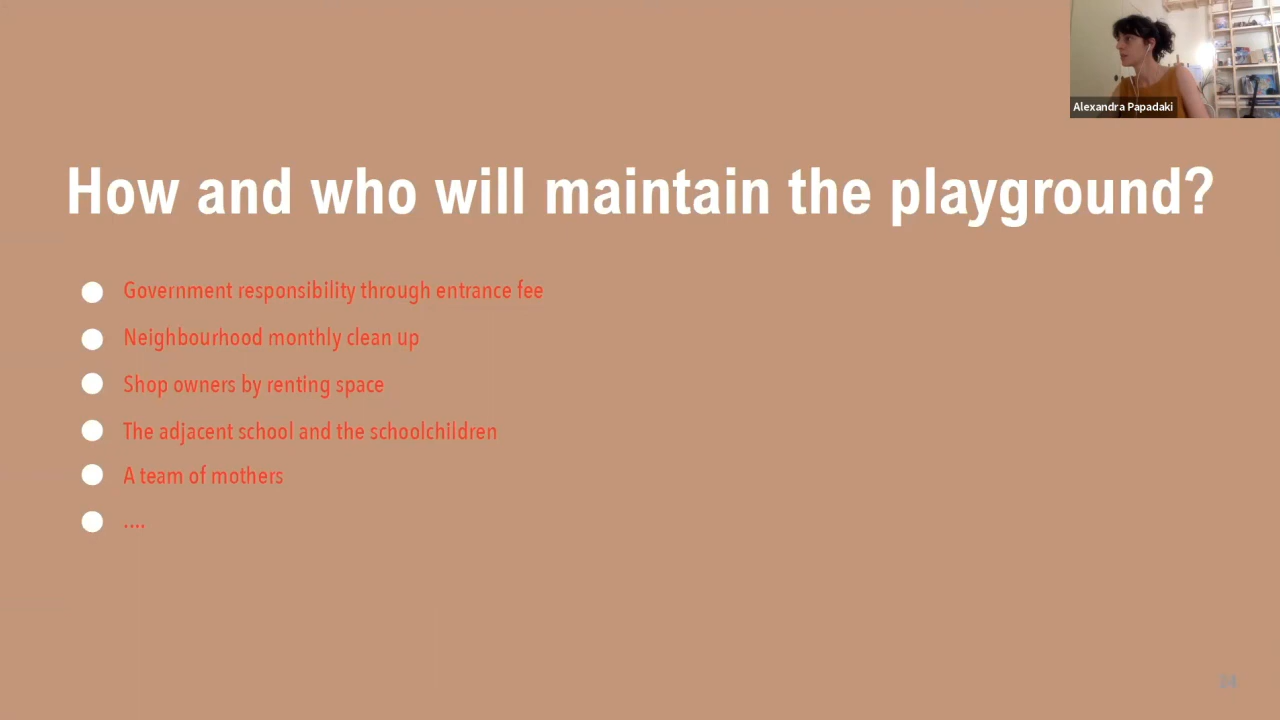 Alexandra Papadaki
How and who will maintain the playground?
Government responsibility through entrance fee
Neighbourhood monthly clean up
Shop owners by renting space
The adjacent school and the schoolchildren
A team of mothers
....